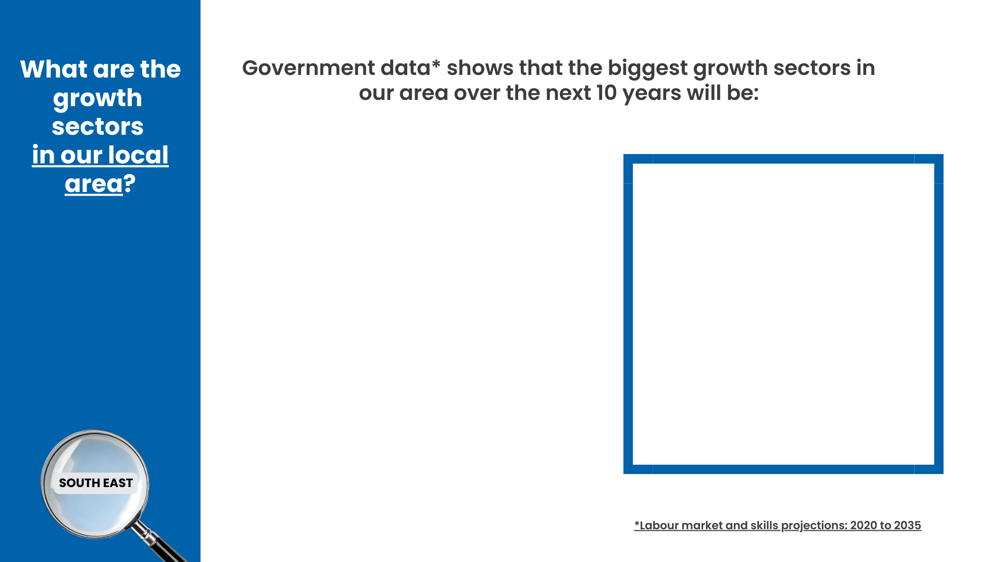 What are the
growth
sectors
in our local
area?
Government data* shows that the biggest growth sectors in
our area over the next 10 years will be:
SOUTH EAST
*Labour market and skills projections: 2020 to 2035